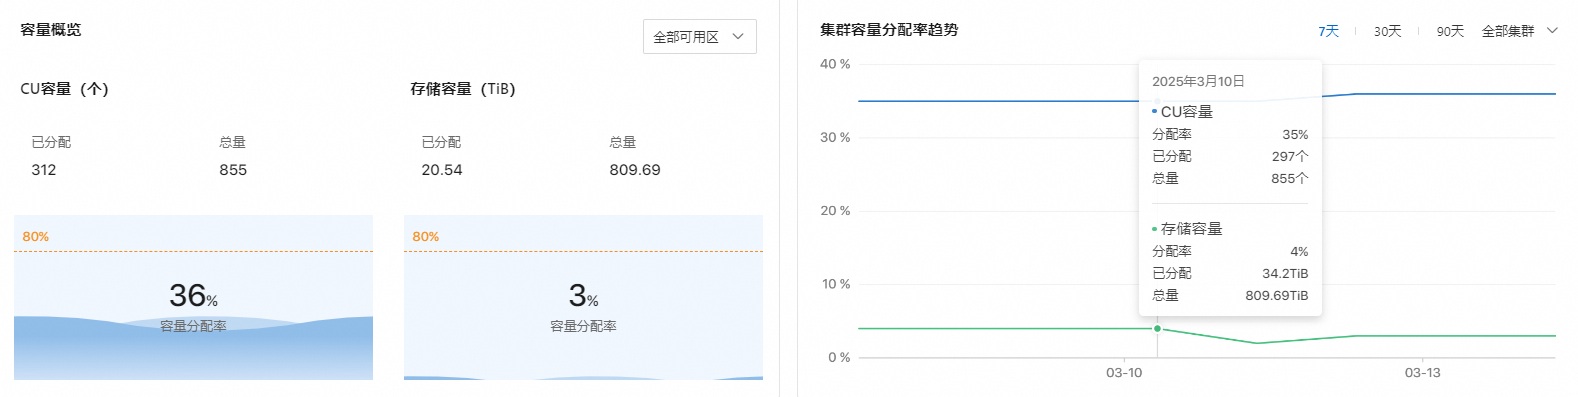 容量概览
全部可用区
CU容量（个）
已分配
总量
312
855
80%
36%
容量分配率
存储容量（TiB）
已分配
总量
20.54
809.69
80%
3%
容量分配率
集群容量分配率趋势
7天
30天
90天
全部集群
40 %
30 %
20 %
10 %
0 %
2025年3月10日
CU容量
分配率 35%
已分配 297个
总量 855个
存储容量
分配率 4%
已分配 34.2TiB
总量 809.69TiB
03-10
03-13